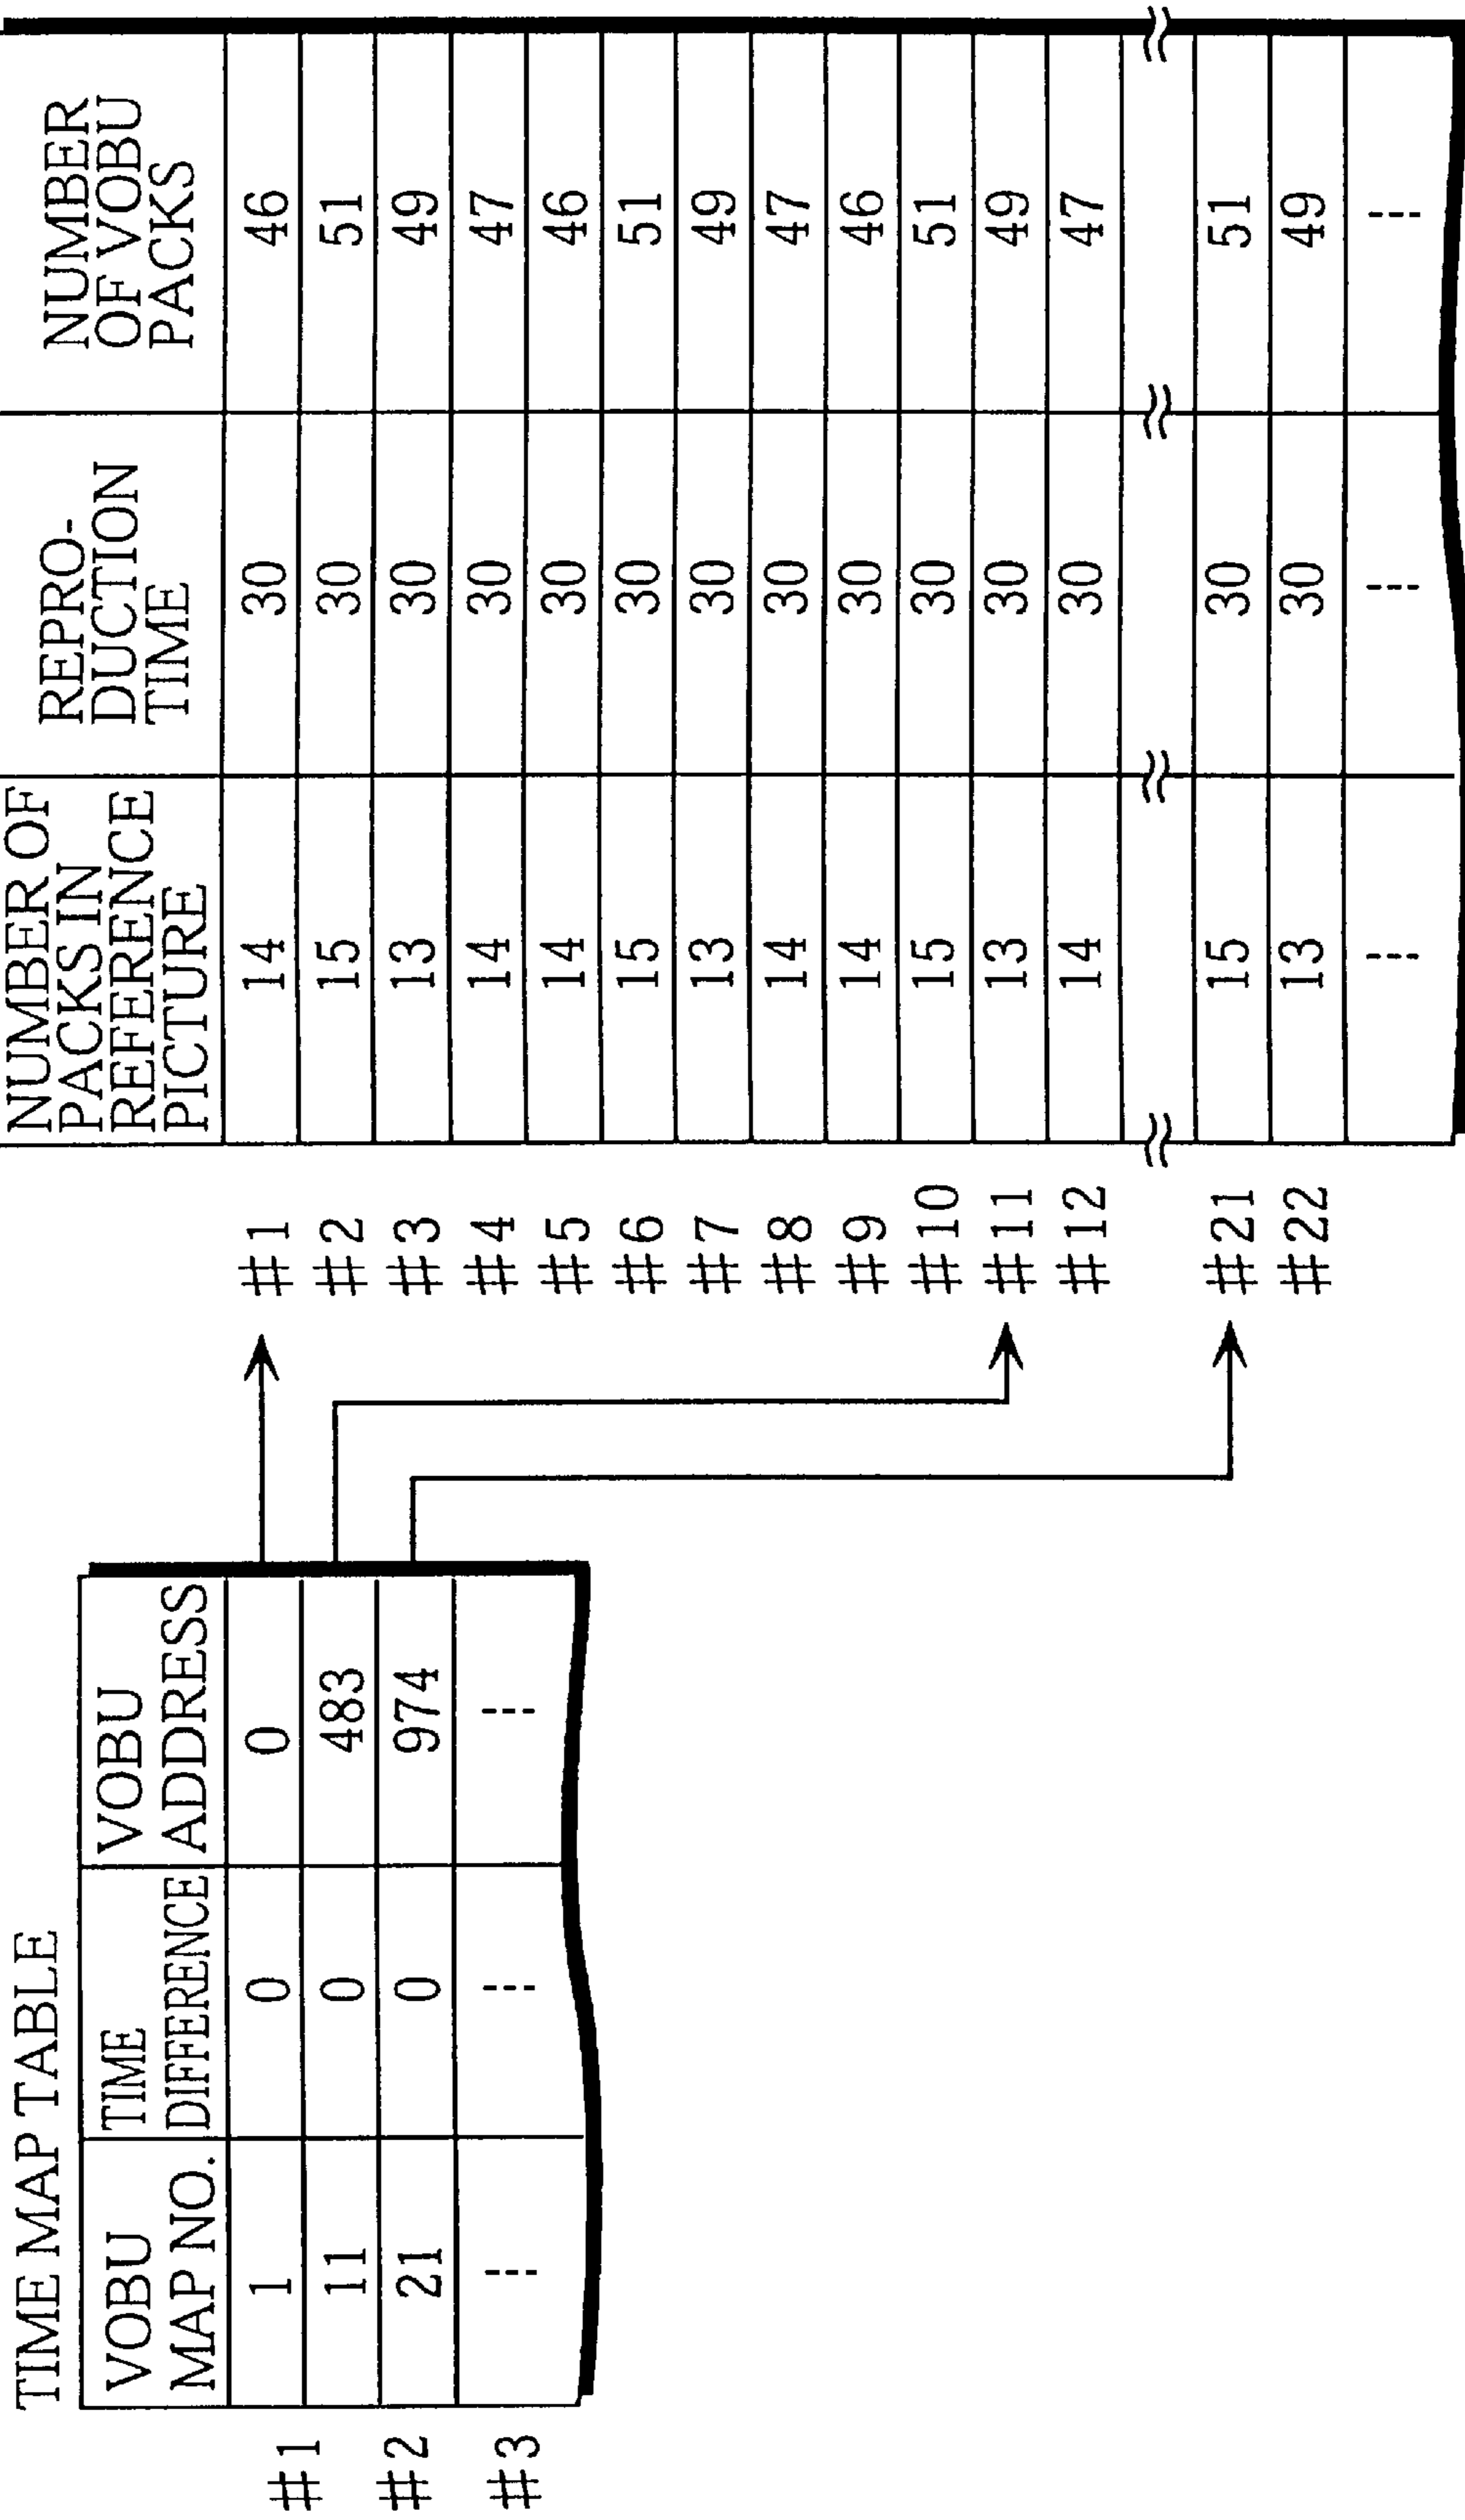 TIME MAP TABLE
VOBU MAP NO. TIME DIFFERENCE VOBU ADDRESS
#1 1 0 0
#2 11 0 483
#3 21 0 974
NUMBER OF PACKS IN REFERENCE PICTURE REPRO-DUCTION TIME NUMBER OF VOBU PACKS
#1 14 30 46
#2 15 30 51
#3 13 30 49
#4 14 30 47
#5 14 30 46
#6 15 30 51
#7 13 30 49
#8 14 30 47
#9 14 30 46
#10 15 30 51
#11 13 30 49
#12 14 30 47
#21 15 30 51
#22 13 30 49